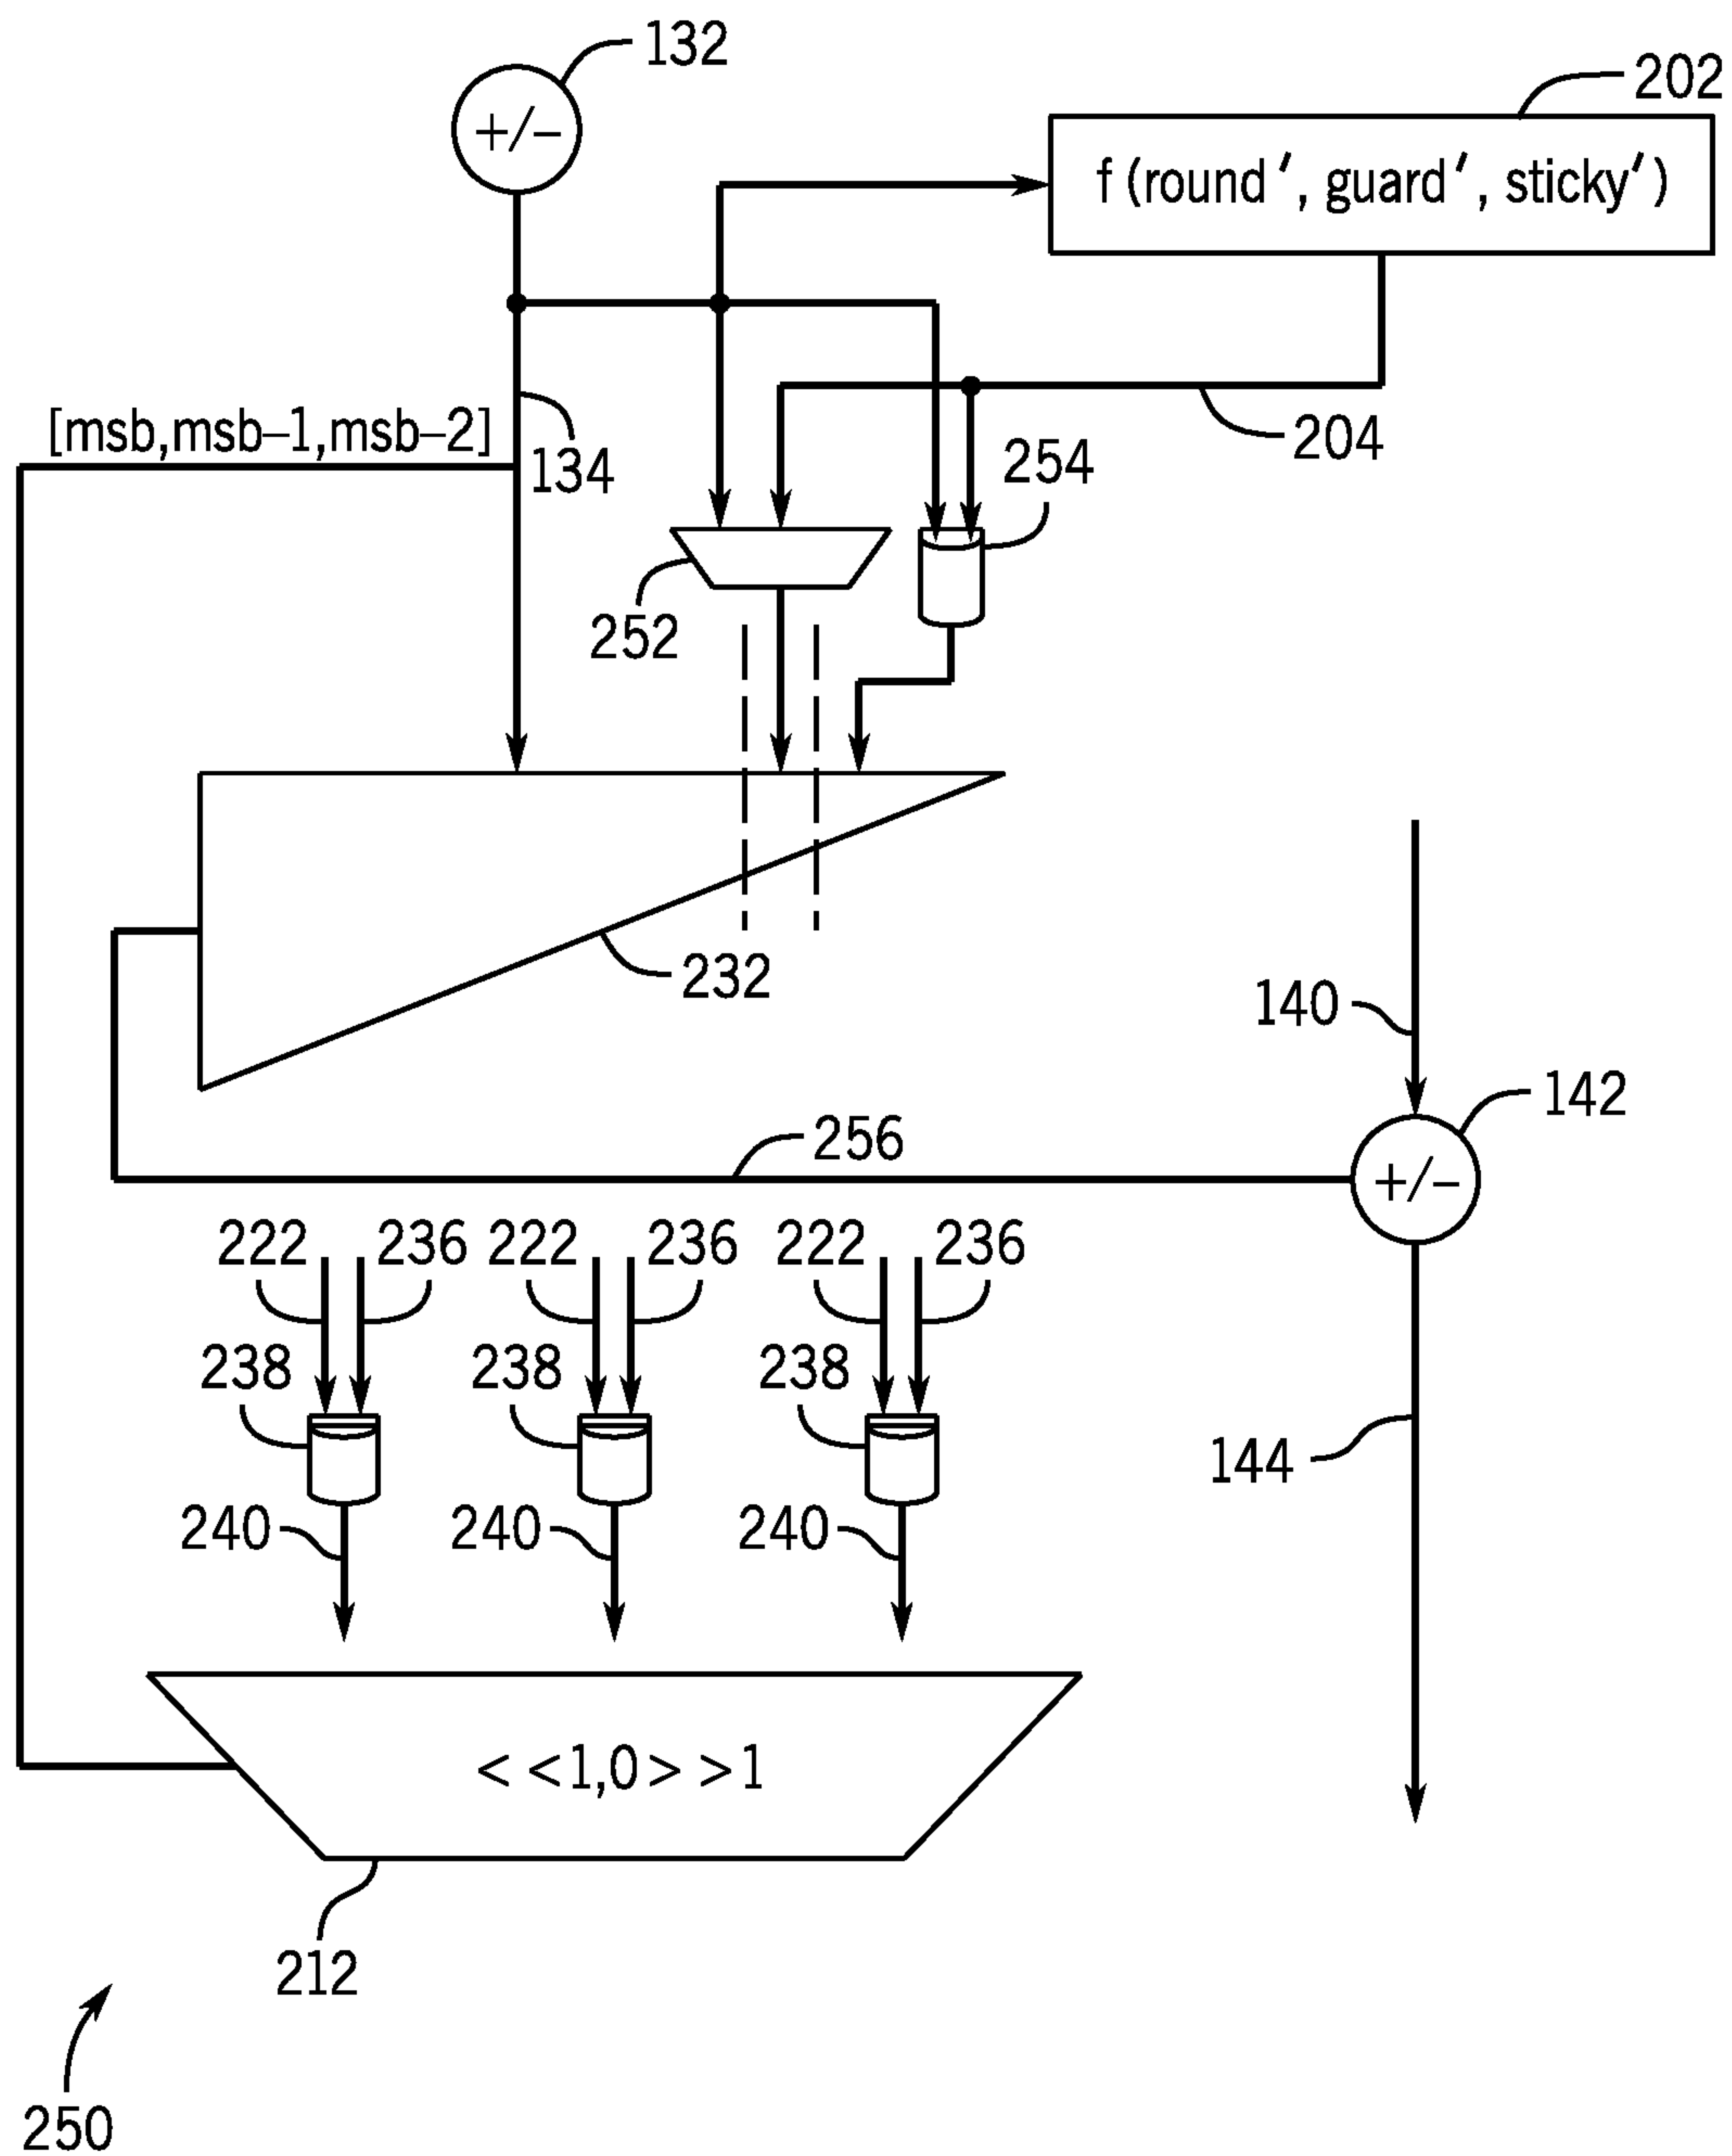 132
202
+/−
f (round′, guard′, sticky′)
[msb,msb−1,msb−2]
134
204
254
252
232
140
142
256
+/−
222 236 222 236 222 236
238 238 238
144
240 240 240
< <1,0> >1
212
250